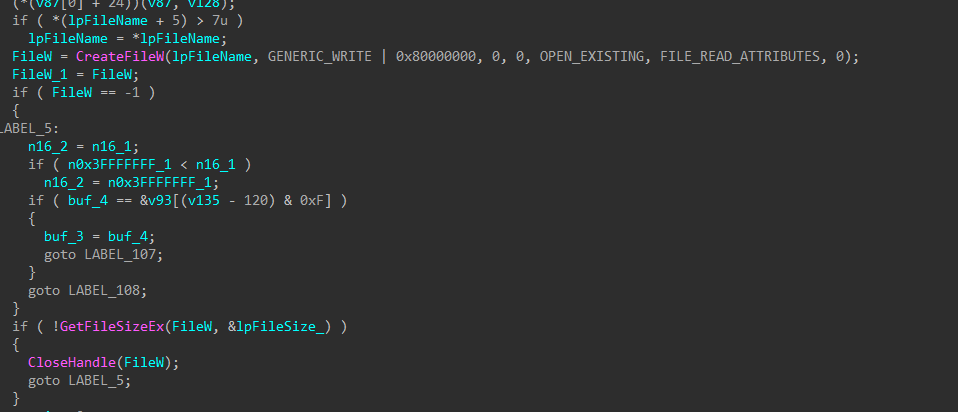 (*(v87[0] + 24))(v87, v128);
if ( *(lpFileName + 5) > 7u )
lpFileName = *lpFileName;
FileW = CreateFileW(lpFileName, GENERIC_WRITE | 0x80000000, 0, 0, OPEN_EXISTING, FILE_READ_ATTRIBUTES, 0);
FileW_1 = FileW;
if ( FileW == -1 )
{
LABEL_5:
n16_2 = n16_1;
if ( n0x3FFFFFFF_1 < n16_1 )
n16_2 = n0x3FFFFFFF_1;
if ( buf_4 == &v93[(v135 - 120) & 0xF] )
{
buf_3 = buf_4;
goto LABEL_107;
}
goto LABEL_108;
}
if ( !GetFileSizeEx(FileW, &lpFileSize_) )
{
CloseHandle(FileW);
goto LABEL_5;
}